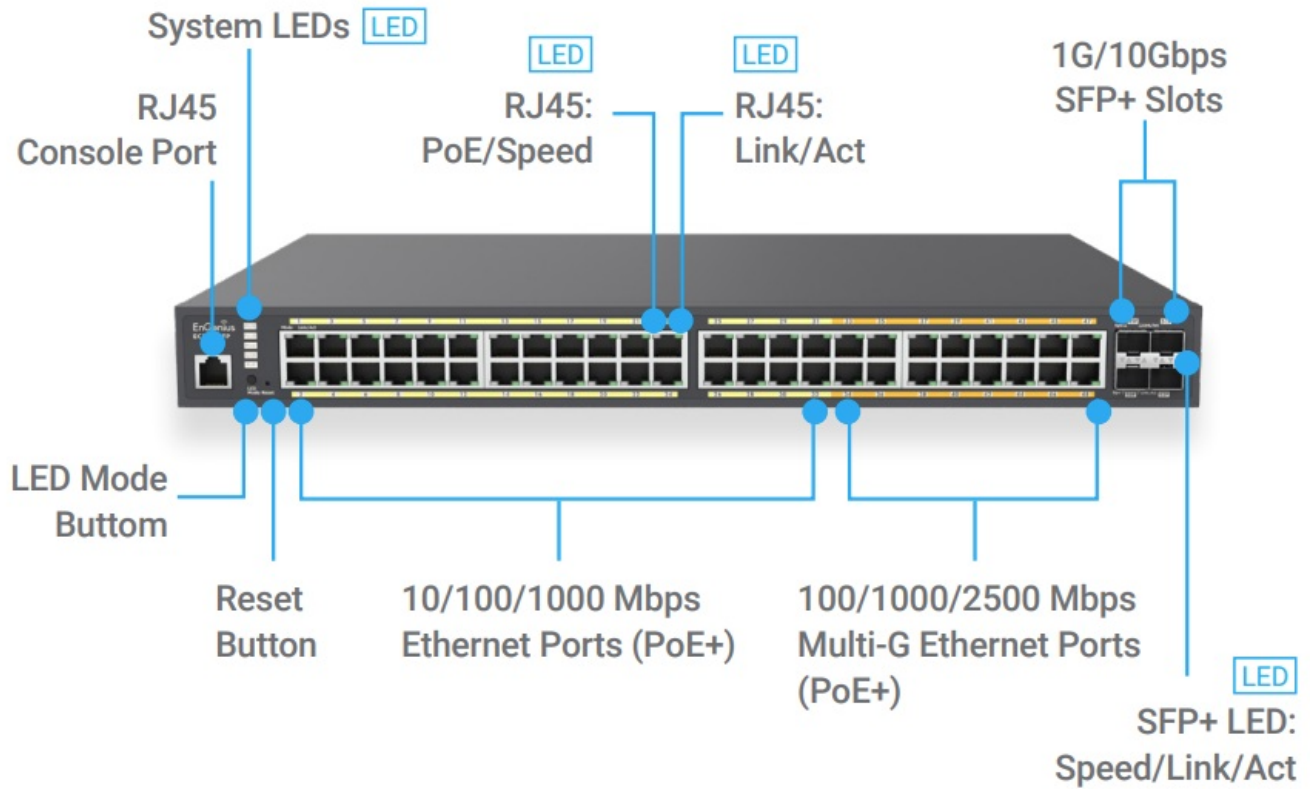 System LEDs LED
RJ45
Console Port
LED
RJ45:
PoE/Speed
LED
RJ45:
Link/Act
1G/10Gbps
SFP+ Slots
EnGenius
LED Mode
Buttom
Reset
Button
10/100/1000 Mbps
Ethernet Ports (PoE+)
100/1000/2500 Mbps
Multi-G Ethernet Ports
(PoE+)
LED
SFP+ LED:
Speed/Link/Act